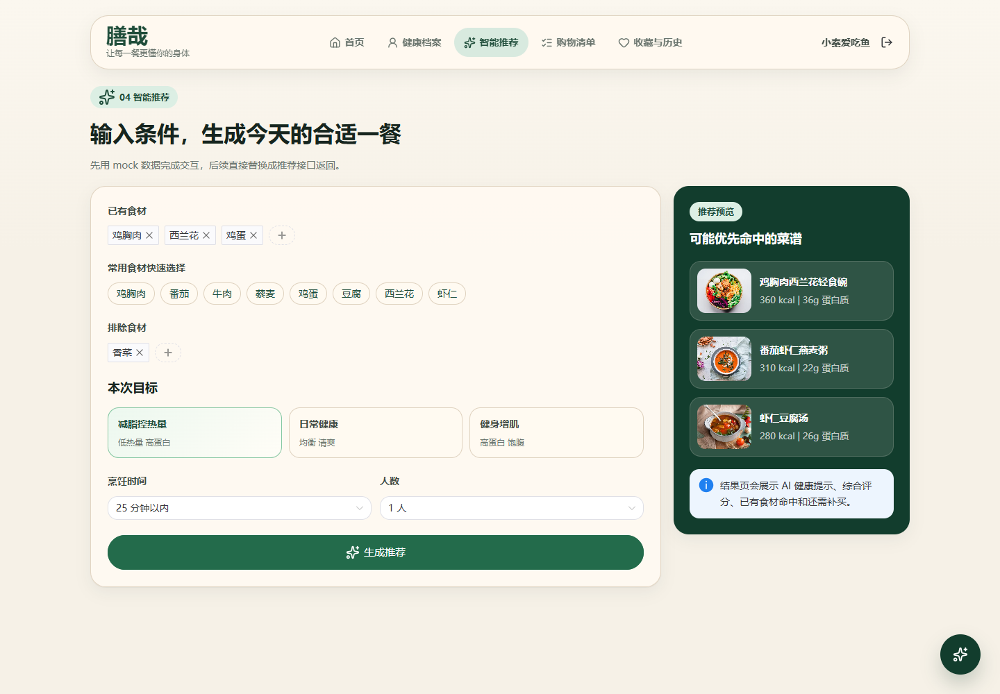 膳哉
让每一餐更懂你的身体
首页
健康档案
智能推荐
购物清单
收藏与历史
小秦爱吃鱼
04 智能推荐
输入条件，生成今天的合适一餐
先用 mock 数据完成交互，后续直接替换成推荐接口返回。
已有食材
鸡胸肉
西兰花
鸡蛋
常用食材快速选择
鸡胸肉
番茄
牛肉
藜麦
鸡蛋
豆腐
西兰花
虾仁
排除食材
香菜
本次目标
减脂控热量
低热量 高蛋白
日常健康
均衡 清爽
健身增肌
高蛋白 饱腹
烹饪时间
人数
25 分钟以内
1 人
生成推荐
推荐预览
可能优先命中的菜谱
鸡胸肉西兰花轻食碗
360 kcal | 36g 蛋白质
番茄虾仁燕麦粥
310 kcal | 22g 蛋白质
虾仁豆腐汤
280 kcal | 26g 蛋白质
结果页会展示 AI 健康提示、综合评
分、已有食材命中和还需补买。